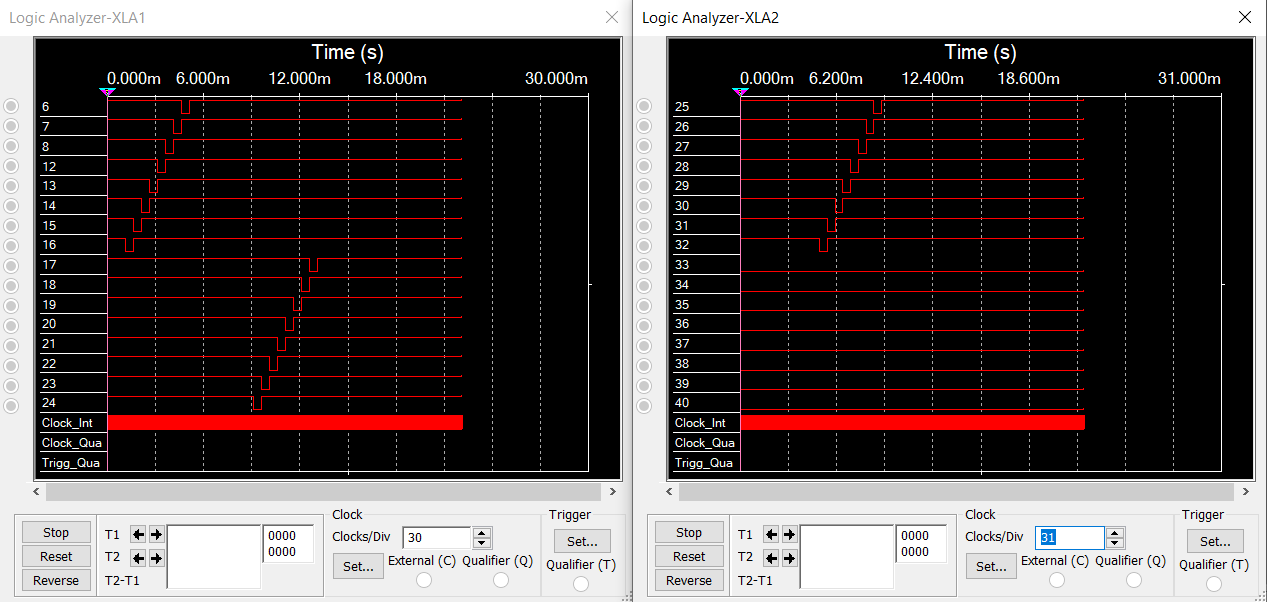 Logic Analyzer-XLA1
Time (s)
0.000m 6.000m 12.000m 18.000m 30.000m
6
7
8
12
13
14
15
16
17
18
19
20
21
22
23
24
Clock_Int
Clock_Qua
Trigg_Qua
Stop
Reset
Reverse
T1
T2
T2-T1
0000
0000
Clock
Clocks/Div 30
Set...
External (C) Qualifier (Q)
Trigger
Set...
Qualifier (T)
Logic Analyzer-XLA2
Time (s)
0.000m 6.200m 12.400m 18.600m 31.000m
25
26
27
28
29
30
31
32
33
34
35
36
37
38
39
40
Clock_Int
Clock_Qua
Trigg_Qua
Stop
Reset
Reverse
T1
T2
T2-T1
0000
0000
Clock
Clocks/Div 31
Set...
External (C) Qualifier (Q)
Trigger
Set...
Qualifier (T)